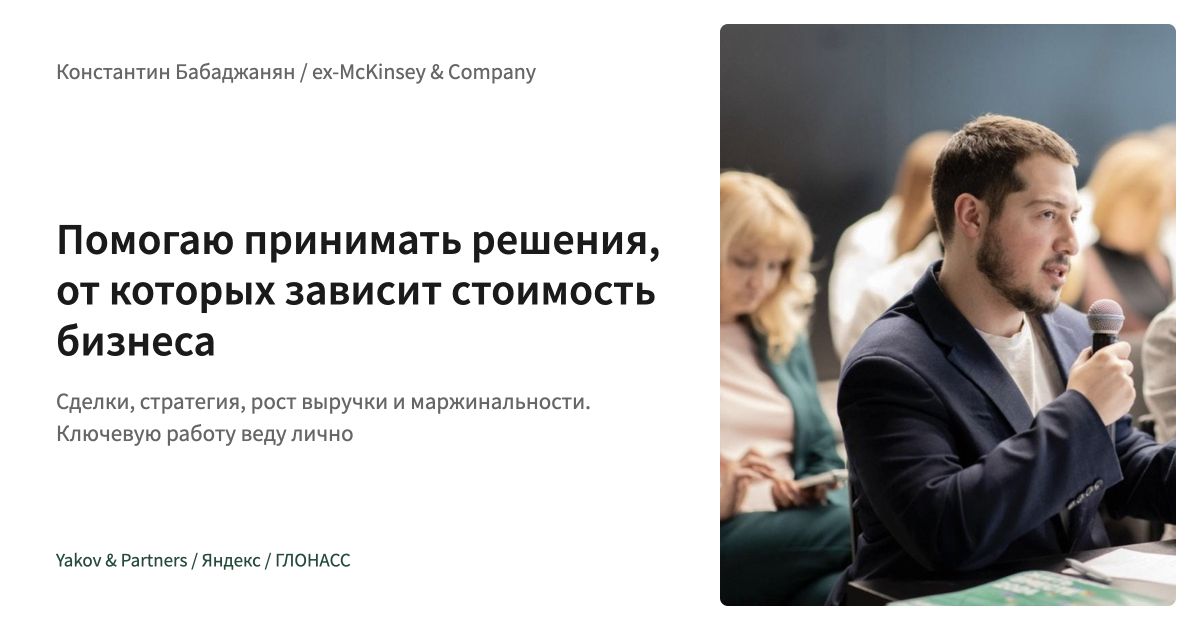 Константин Бабаджанян / ex-McKinsey & Company
Помогаю принимать решения,
от которых зависит стоимость
бизнеса
Сделки, стратегия, рост выручки и маржинальности.
Ключевую работу веду лично
Yakov & Partners / Яндекс / ГЛОНАСС